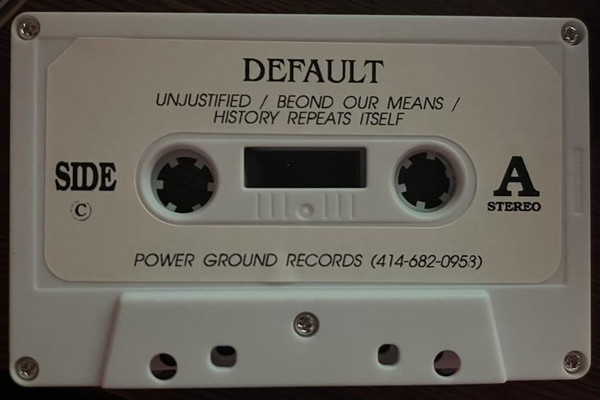 DEFAULT
UNJUSTIFIED / BEOND OUR MEANS /
HISTORY REPEATS ITSELF
SIDE A
© STEREO
POWER GROUND RECORDS (414-682-0953)